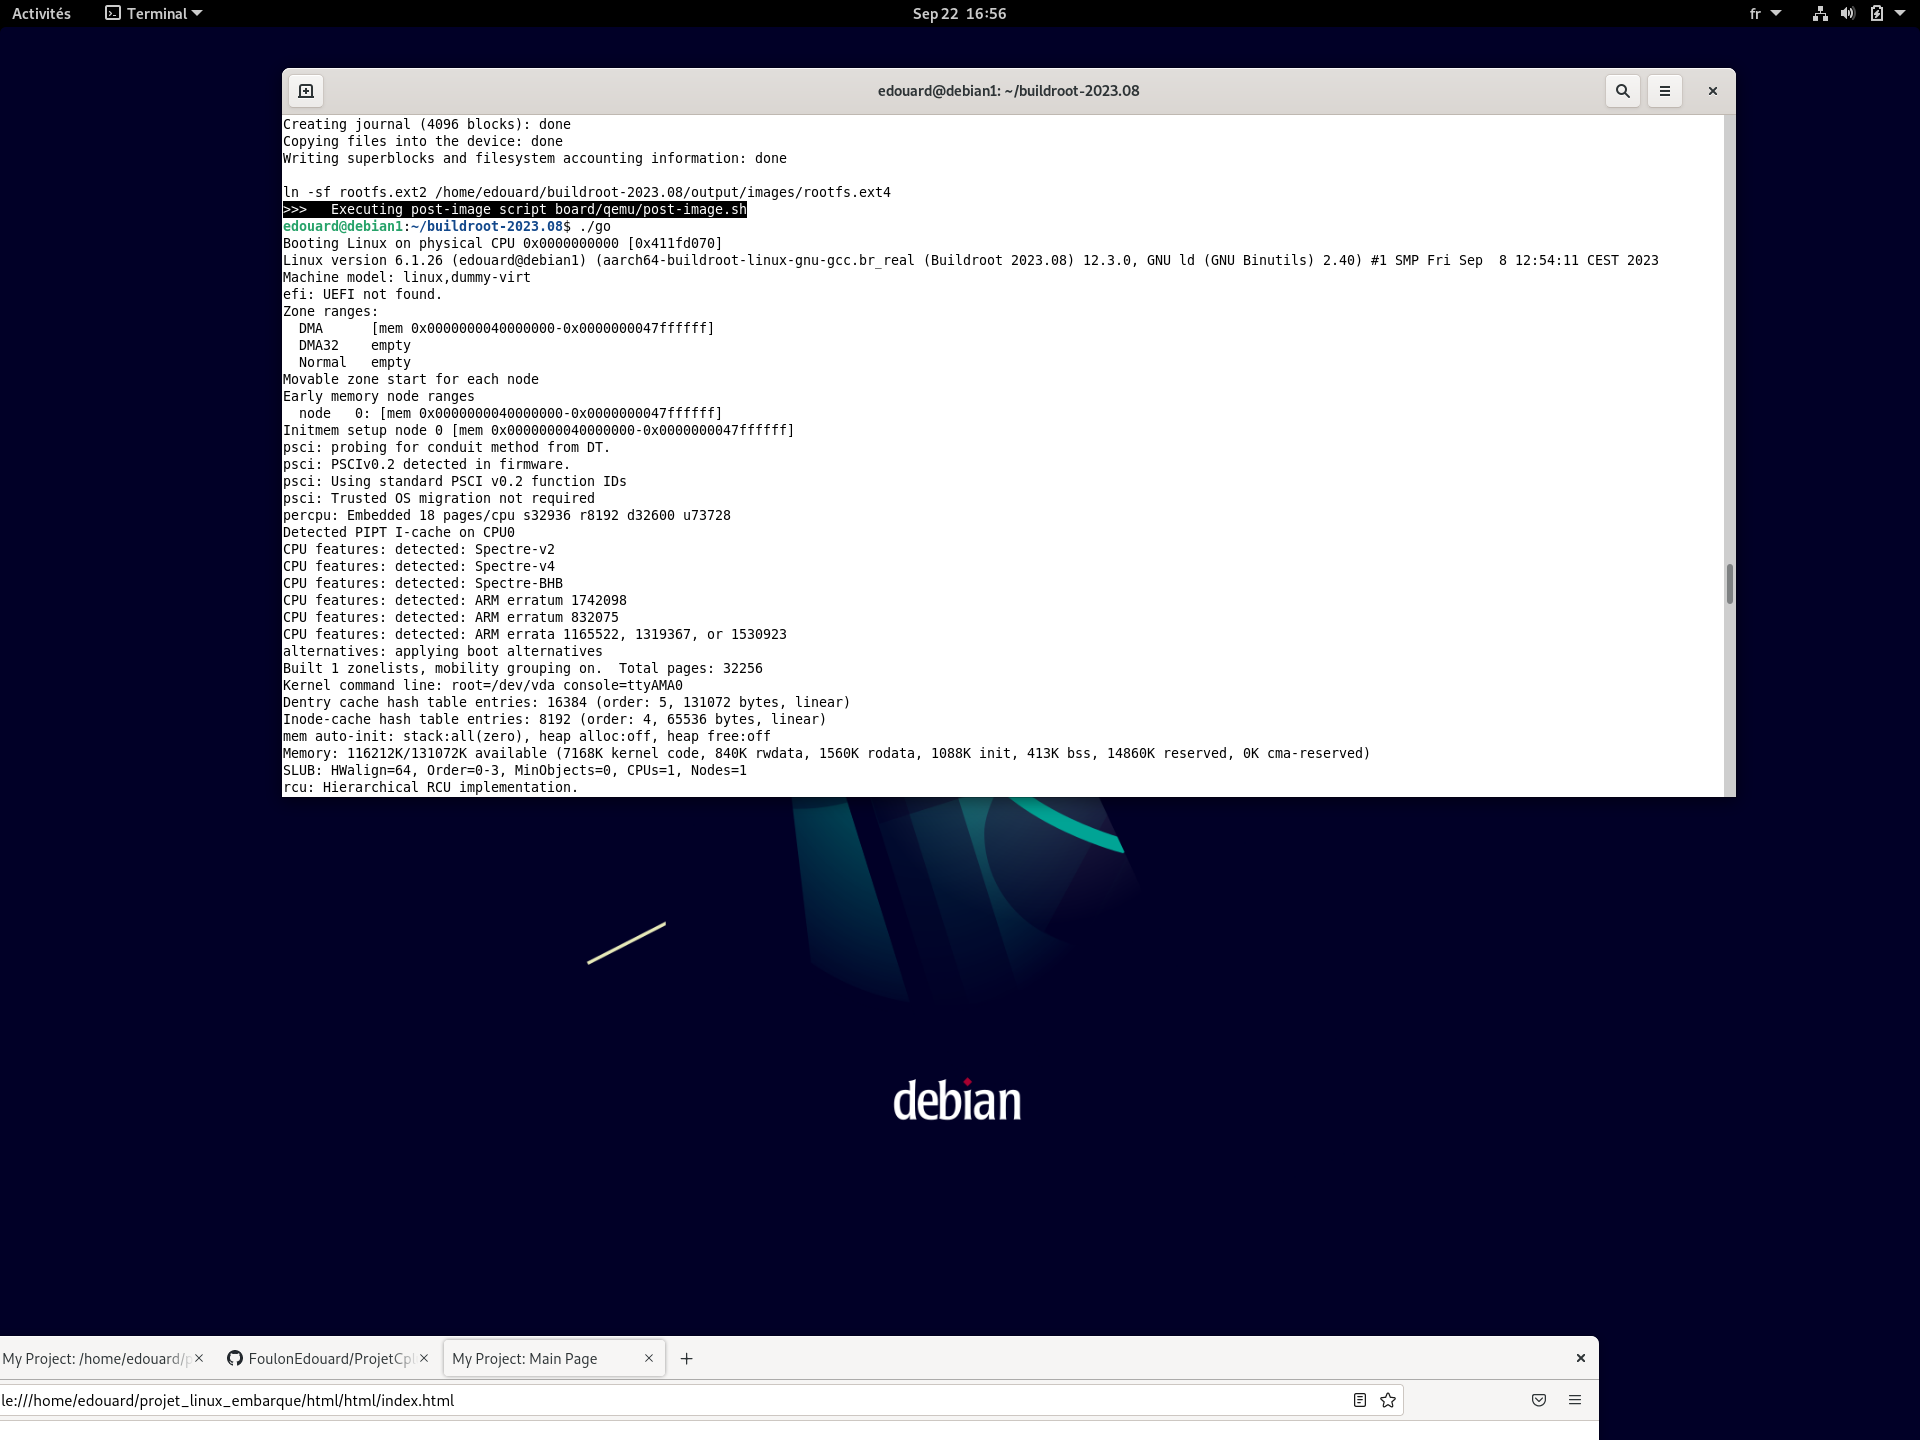 Activités Terminal Sep 22 16:56 fr
edouard@debian1: ~/buildroot-2023.08
Creating journal (4096 blocks): done
Copying files into the device: done
Writing superblocks and filesystem accounting information: done
ln -sf rootfs.ext2 /home/edouard/buildroot-2023.08/output/images/rootfs.ext4
>>>   Executing post-image script board/qemu/post-image.sh
edouard@debian1:~/buildroot-2023.08$ ./go
Booting Linux on physical CPU 0x0000000000 [0x411fd070]
Linux version 6.1.26 (edouard@debian1) (aarch64-buildroot-linux-gnu-gcc.br_real (Buildroot 2023.08) 12.3.0, GNU ld (GNU Binutils) 2.40) #1 SMP Fri Sep  8 12:54:11 CEST 2023
Machine model: linux,dummy-virt
efi: UEFI not found.
Zone ranges:
  DMA      [mem 0x0000000040000000-0x0000000047ffffff]
  DMA32    empty
  Normal   empty
Movable zone start for each node
Early memory node ranges
  node   0: [mem 0x0000000040000000-0x0000000047ffffff]
Initmem setup node 0 [mem 0x0000000040000000-0x0000000047ffffff]
psci: probing for conduit method from DT.
psci: PSCIv0.2 detected in firmware.
psci: Using standard PSCI v0.2 function IDs
psci: Trusted OS migration not required
percpu: Embedded 18 pages/cpu s32936 r8192 d32600 u73728
Detected PIPT I-cache on CPU0
CPU features: detected: Spectre-v2
CPU features: detected: Spectre-v4
CPU features: detected: Spectre-BHB
CPU features: detected: ARM erratum 1742098
CPU features: detected: ARM erratum 832075
CPU features: detected: ARM errata 1165522, 1319367, or 1530923
alternatives: applying boot alternatives
Built 1 zonelists, mobility grouping on.  Total pages: 32256
Kernel command line: root=/dev/vda console=ttyAMA0
Dentry cache hash table entries: 16384 (order: 5, 131072 bytes, linear)
Inode-cache hash table entries: 8192 (order: 4, 65536 bytes, linear)
mem auto-init: stack:all(zero), heap alloc:off, heap free:off
Memory: 116212K/131072K available (7168K kernel code, 840K rwdata, 1560K rodata, 1088K init, 413K bss, 14860K reserved, 0K cma-reserved)
SLUB: HWalign=64, Order=0-3, MinObjects=0, CPUs=1, Nodes=1
rcu: Hierarchical RCU implementation.
debian
My Project: /home/edouard/p FoulonEdouard/ProjetCp My Project: Main Page
le:///home/edouard/projet_linux_embarque/html/html/index.html